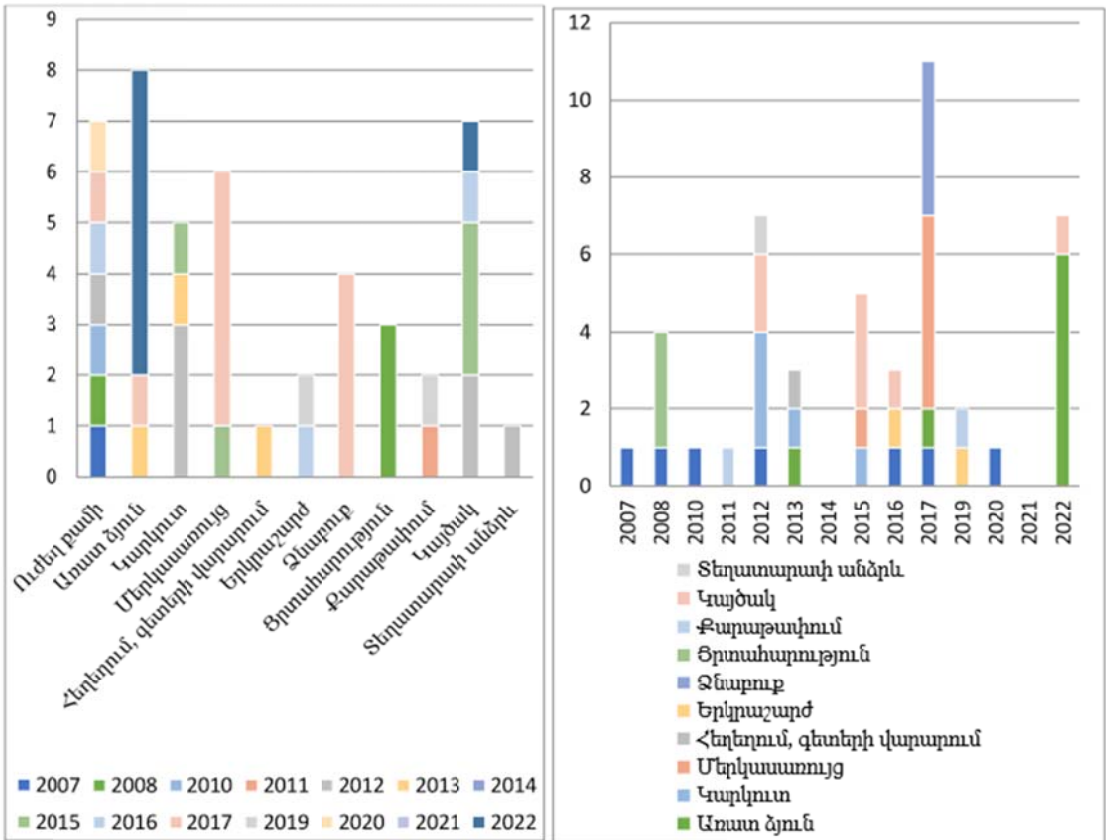 9
8
7
6
5
4
3
2
1
0
Ուժեղ քամի
Առատ ձյուն
Կարկուտ
Մերկասառույց
Հեղեղում, գետերի վարարում
Երկրաշարժ
Ձնաբուք
Ցրտահարություն
Քարաթափում
Կայծակ
Տեղատարափ անձրև
2007 2008 2010 2011 2012 2013 2014
2015 2016 2017 2019 2020 2021 2022
12
10
8
6
4
2
0
2007 2008 2010 2011 2012 2013 2014 2015 2016 2017 2019 2020 2021 2022
Տեղատարափ անձրև
Կայծակ
Քարաթափում
Ցրտահարություն
Ձնաբուք
Երկրաշարժ
Հեղեղում, գետերի վարարում
Մերկասառույց
Կարկուտ
Առատ ձյուն